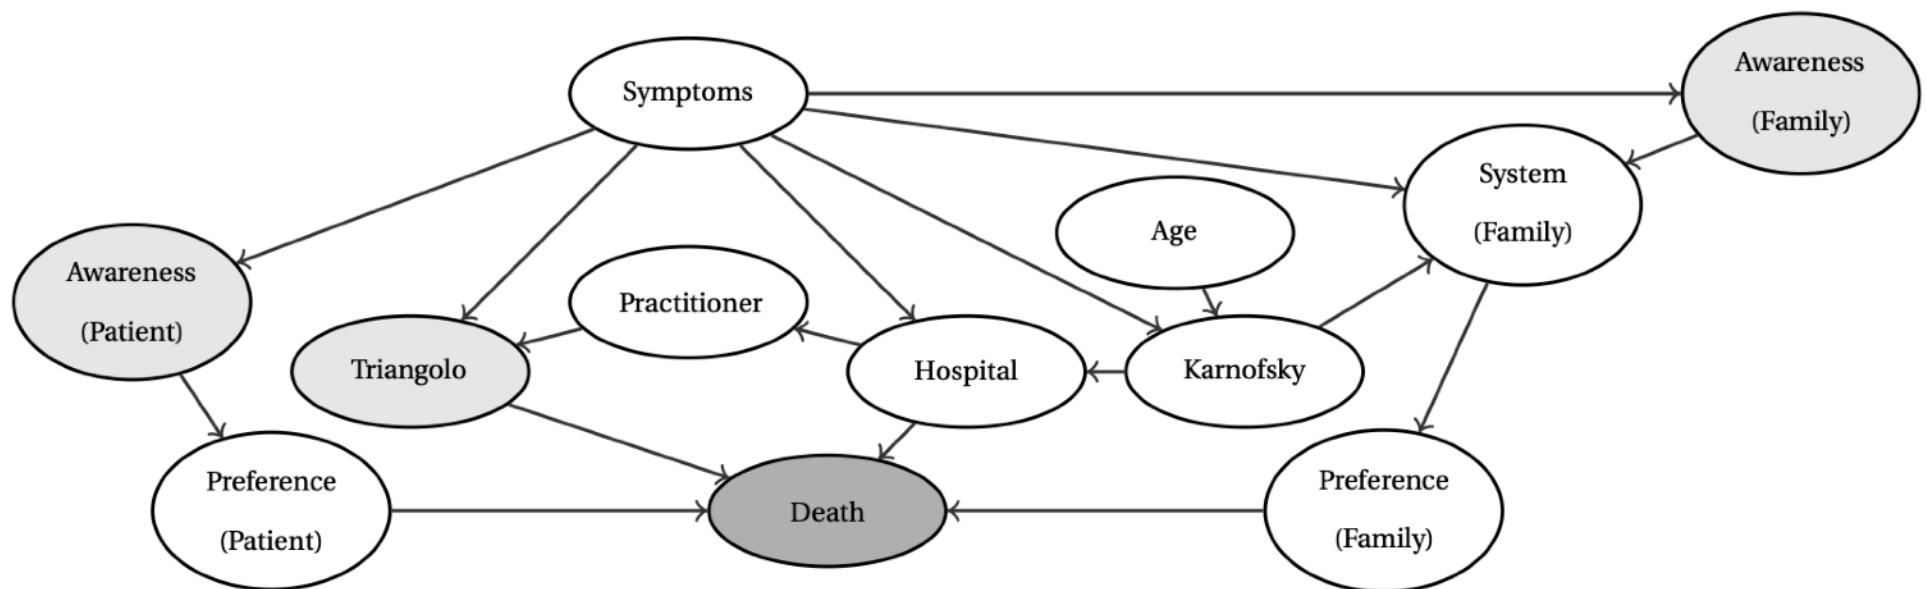 Symptoms
Awareness
(Family)
System
(Family)
Age
Awareness
(Patient)
Practitioner
Triangolo
Hospital
Karnofsky
Preference
(Patient)
Death
Preference
(Family)